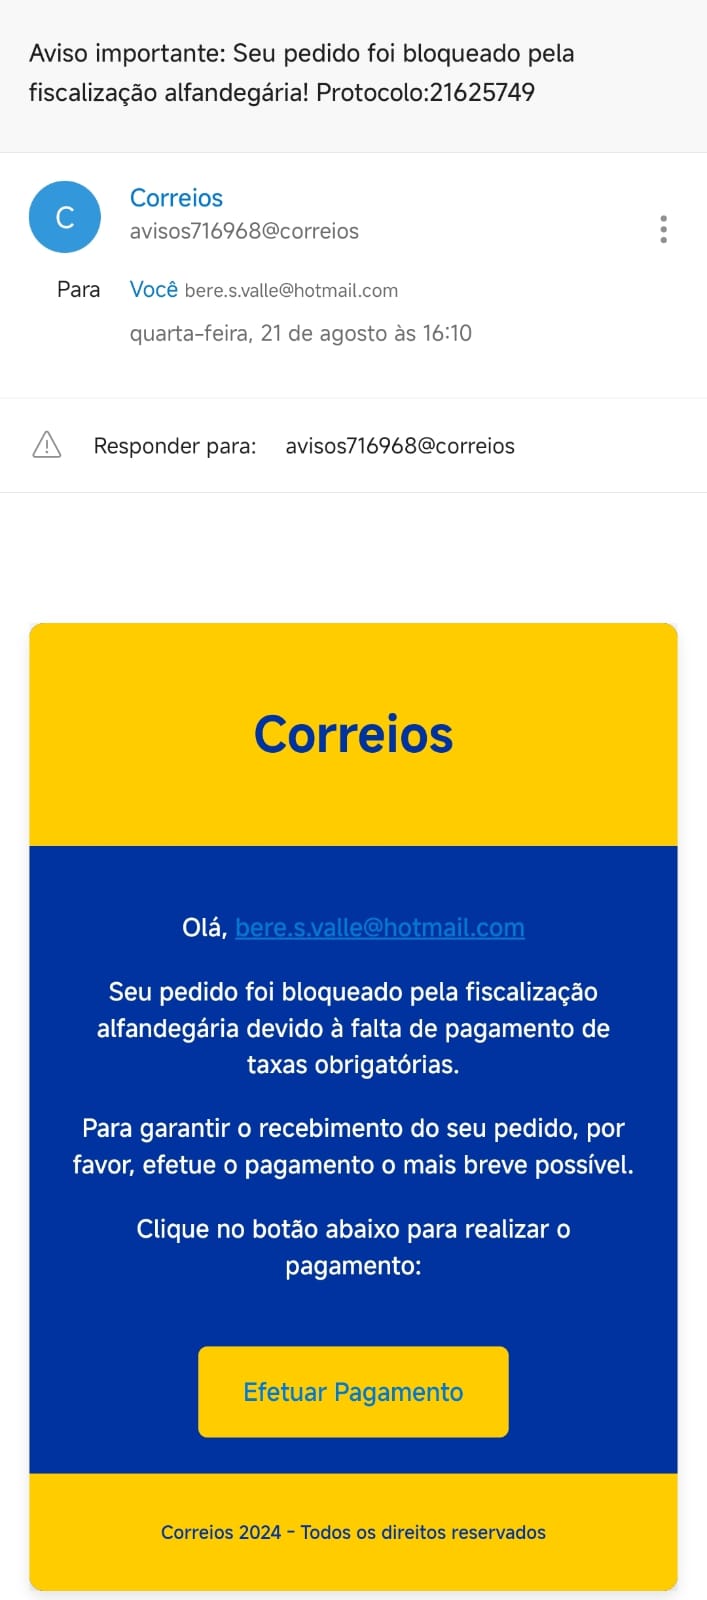 Aviso importante: Seu pedido foi bloqueado pela
fiscalização alfandegária! Protocolo:21625749
C
Correios
avisos716968@correios
Para Você bere.s.valle@hotmail.com
quarta-feira, 21 de agosto às 16:10
Responder para: avisos716968@correios
Correios
Olá, bere.s.valle@hotmail.com
Seu pedido foi bloqueado pela fiscalização
alfandegária devido à falta de pagamento de
taxas obrigatórias.
Para garantir o recebimento do seu pedido, por
favor, efetue o pagamento o mais breve possível.
Clique no botão abaixo para realizar o
pagamento:
Efetuar Pagamento
Correios 2024 - Todos os direitos reservados